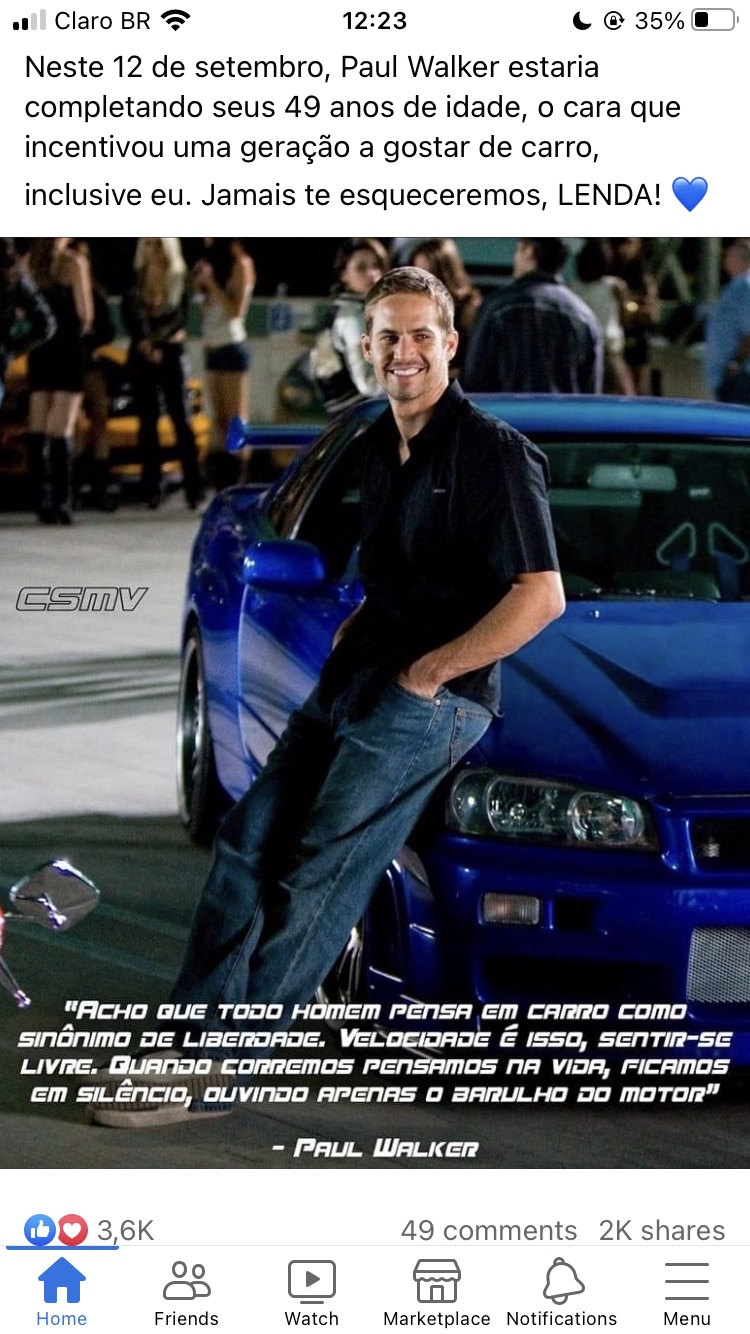 Claro BR 12:23 35%
Neste 12 de setembro, Paul Walker estaria
completando seus 49 anos de idade, o cara que
incentivou uma geração a gostar de carro,
inclusive eu. Jamais te esqueceremos, LENDA! 💙
CSMV
"Acho que todo homem pensa em carro como
sinônimo de liberdade. Velocidade é isso, sentir-se
livre. Quando corremos pensamos na vida, ficamos
em silêncio, ouvindo apenas o barulho do motor"
- Paul Walker
3,6K 49 comments 2K shares
Home Friends Watch Marketplace Notifications Menu